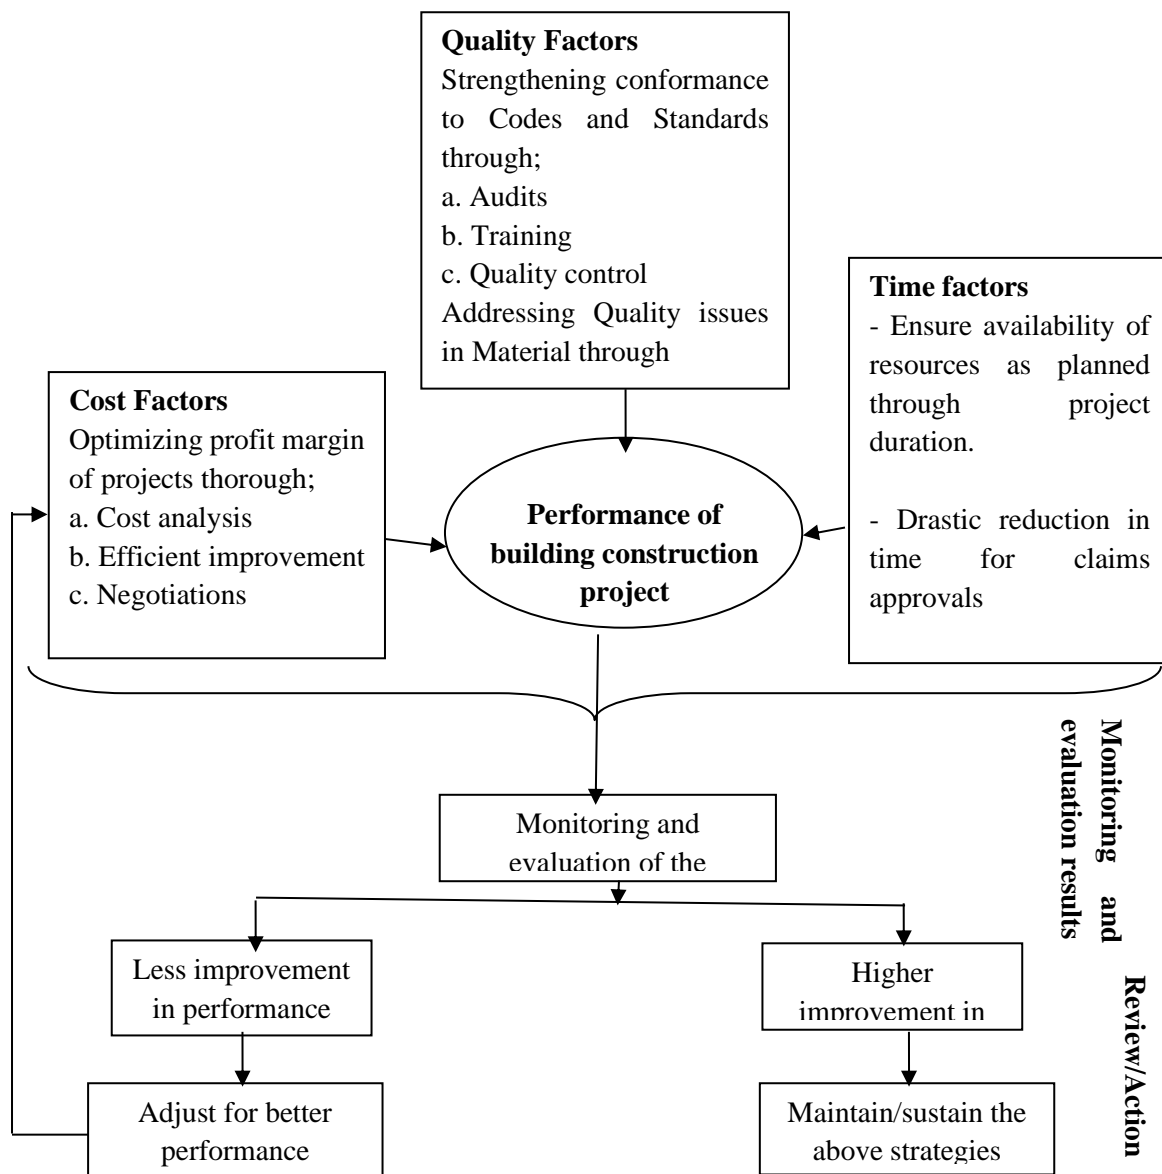 Quality Factors
Strengthening conformance
to Codes and Standards
through;
a. Audits
b. Training
c. Quality control
Addressing Quality issues
in Material through
Time factors
- Ensure availability of
resources as planned
through project
duration.
- Drastic reduction in
time for claims
approvals
Cost Factors
Optimizing profit margin
of projects thorough;
a. Cost analysis
b. Efficient improvement
c. Negotiations
Performance of
building construction
project
Monitoring and
evaluation results
Monitoring and
evaluation of the
Less improvement
in performance
Higher
improvement in
Review/Action
Adjust for better
performance
Maintain/sustain the
above strategies